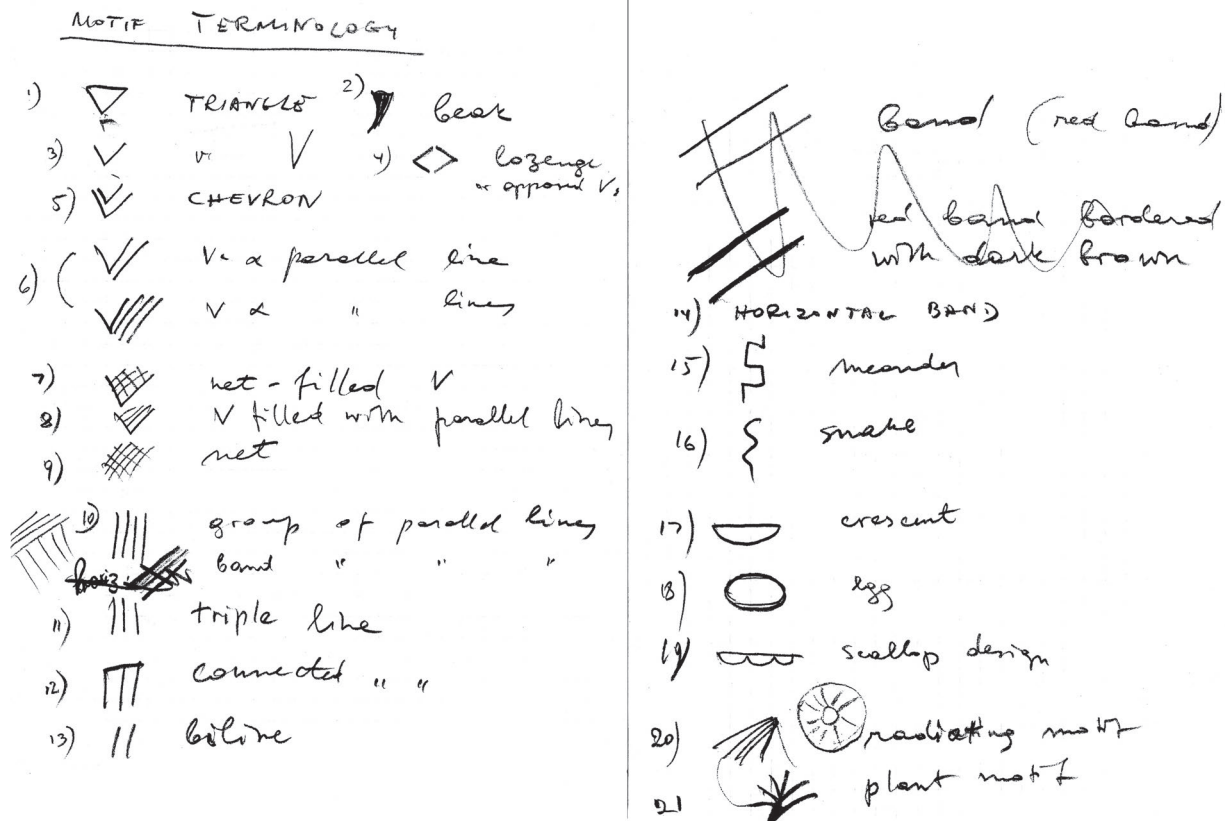 MOTIF TERMINOLOGY
1) TRIANGLE 2) beak
3) V 4) lozenge
or opposed Vs
5) CHEVRON
6) V & parallel line
V & " lines
7) net-filled V
8) V filled with parallel lines
9) net
10) group of parallel lines
band " " "
horiz.
11) triple line
12) connected " "
13) biline
band (red band)
red band bordered
with dark brown
14) HORIZONTAL BAND
15) meander
16) snake
17) crescent
18) egg
19) scallop design
20) radiating motif
21 plant motif